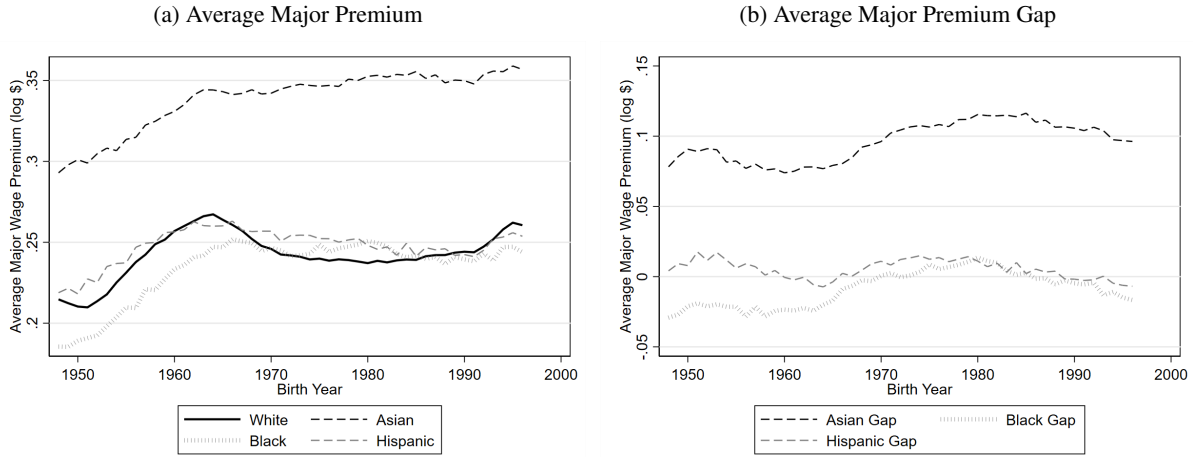 (a) Average Major Premium
Average Major Wage Premium (log $)
.35
.3
.25
.2
1950 1960 1970 1980 1990 2000
Birth Year
White Asian
Black Hispanic
(b) Average Major Premium Gap
Average Major Wage Premium (log $)
.15
.1
.05
0
-.05
1950 1960 1970 1980 1990 2000
Birth Year
Asian Gap Black Gap
Hispanic Gap